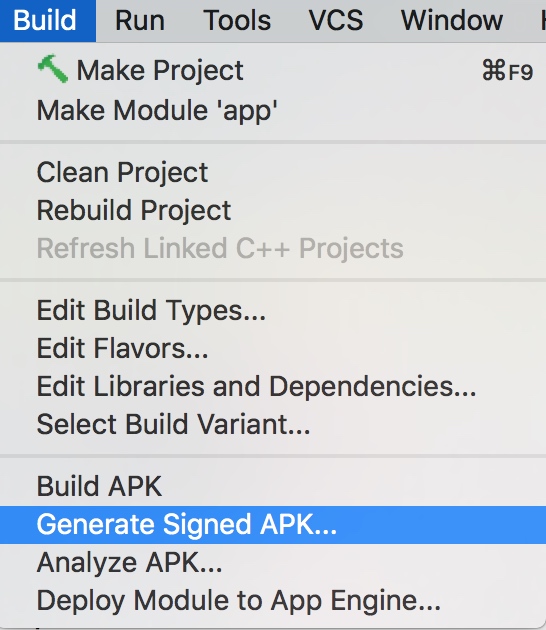 Build Run Tools VCS Window
Make Project ⌘F9
Make Module 'app'
Clean Project
Rebuild Project
Refresh Linked C++ Projects
Edit Build Types...
Edit Flavors...
Edit Libraries and Dependencies...
Select Build Variant...
Build APK
Generate Signed APK...
Analyze APK...
Deploy Module to App Engine...